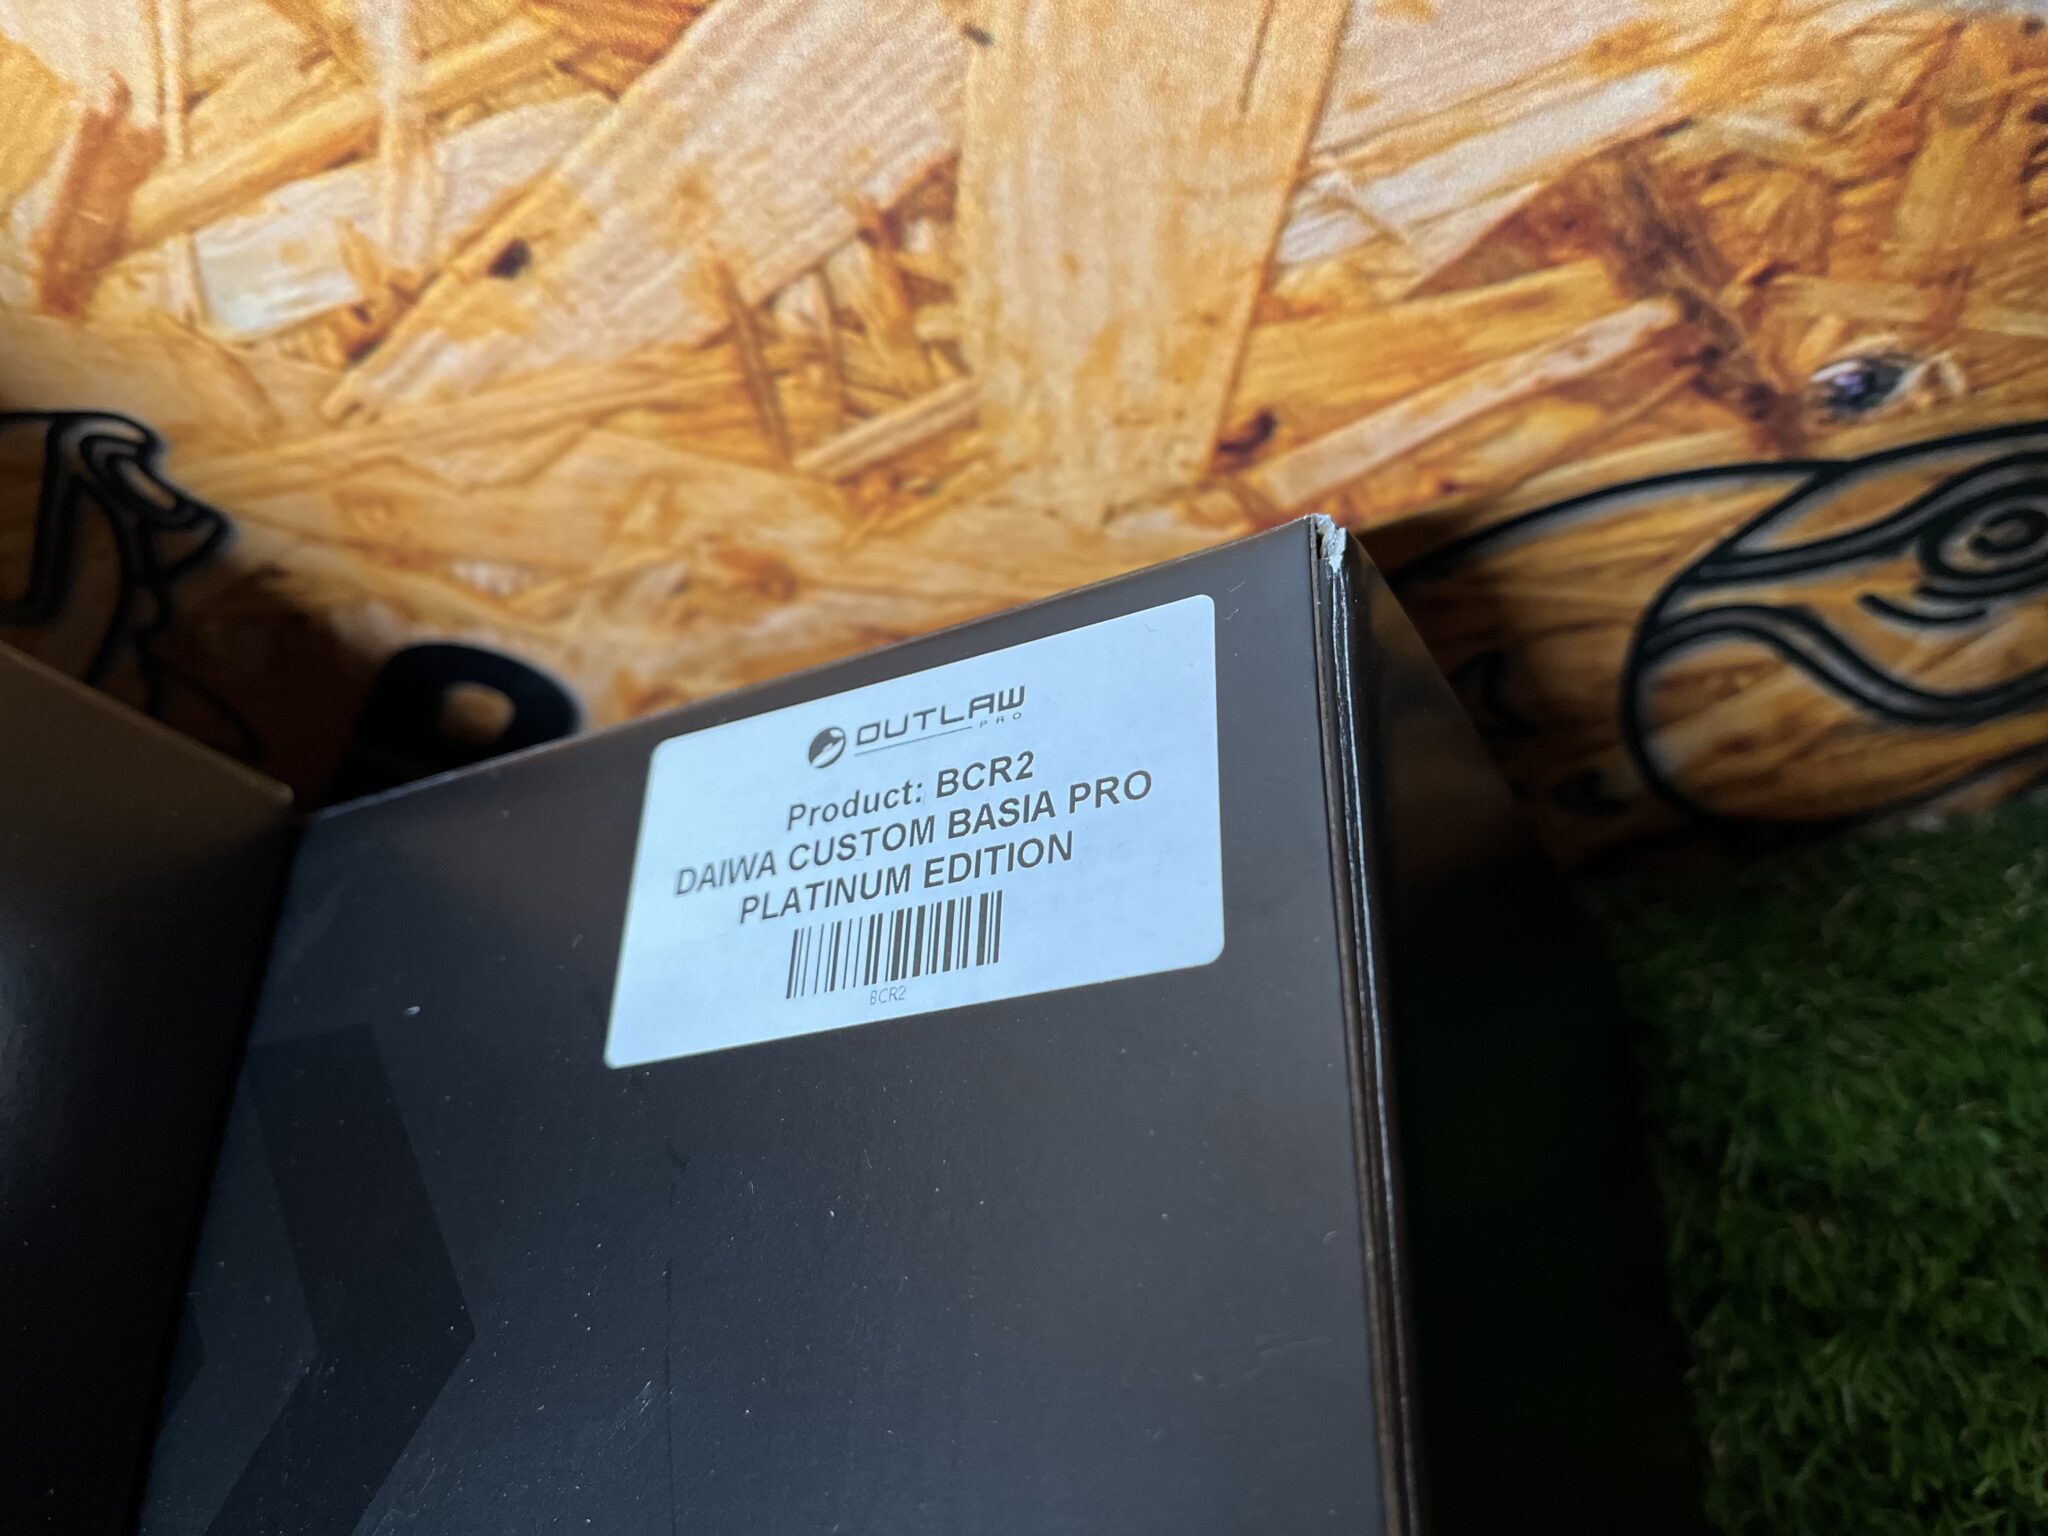 OUTLAW
PRO
Product: BCR2
DAIWA CUSTOM BASIA PRO
PLATINUM EDITION
BCR2